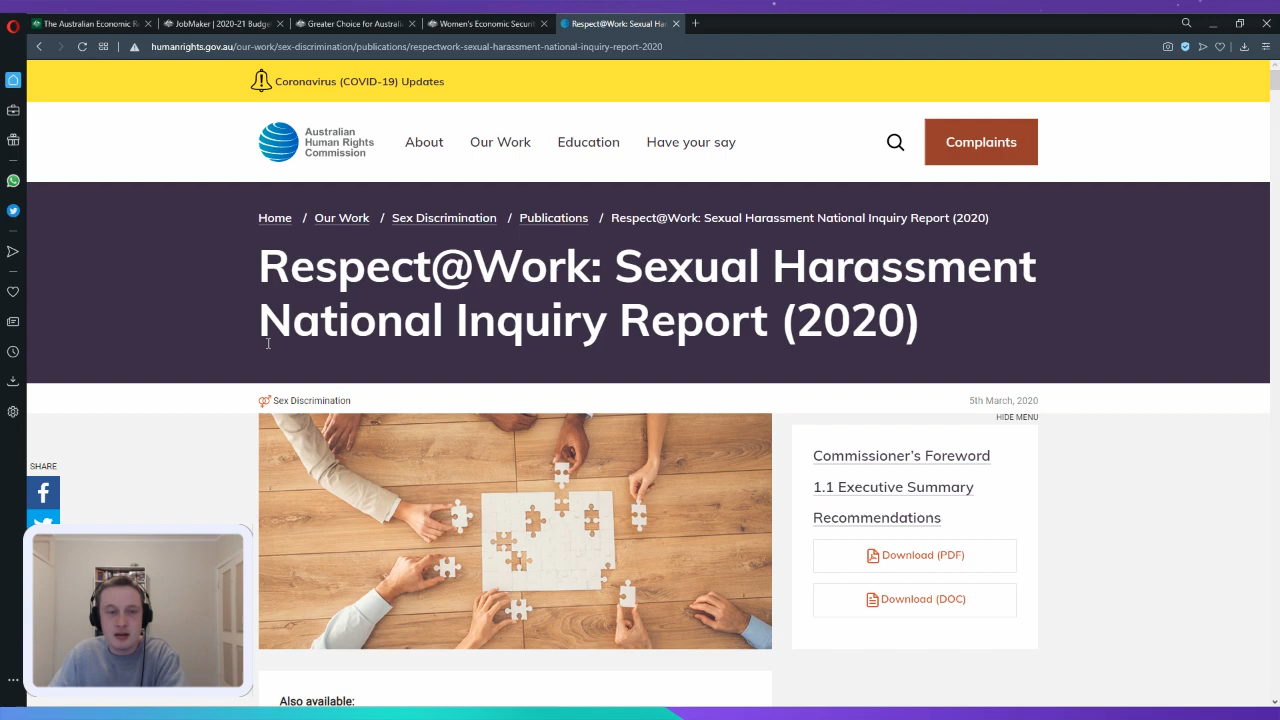 The Australian Economic R
JobMaker | 2020-21 Budge
Greater Choice for Australi
Women's Economic Securit
Respect@Work: Sexual Har
humanrights.gov.au/our-work/sex-discrimination/publications/respectwork-sexual-harassment-national-inquiry-report-2020
Coronavirus (COVID-19) Updates
Australian
Human Rights
Commission
About
Our Work
Education
Have your say
Complaints
Home / Our Work / Sex Discrimination / Publications / Respect@Work: Sexual Harassment National Inquiry Report (2020)
Respect@Work: Sexual Harassment
National Inquiry Report (2020)
Sex Discrimination
5th March, 2020
HIDE MENU
SHARE
Commissioner's Foreword
1.1 Executive Summary
Recommendations
Download (PDF)
Download (DOC)
Also available: